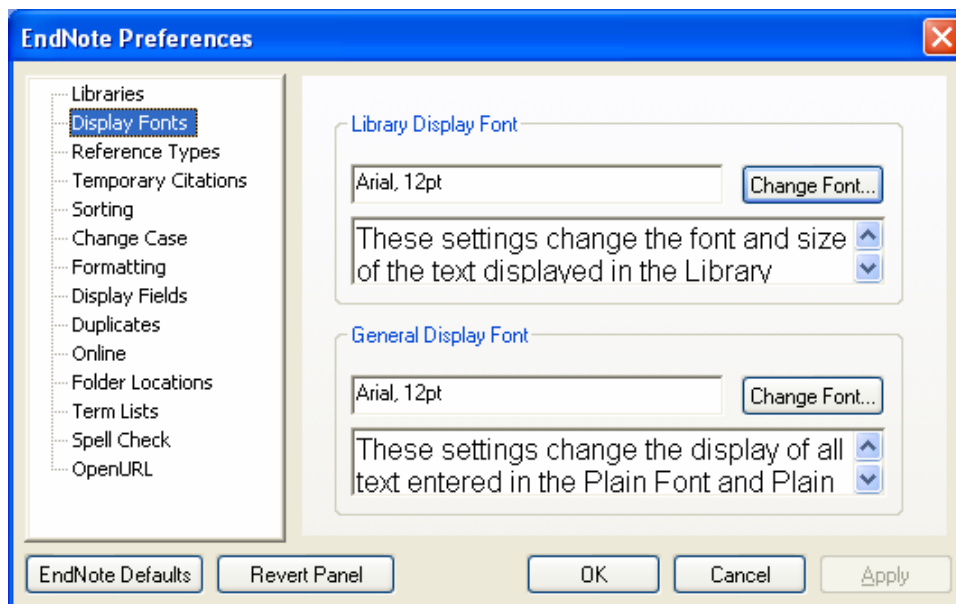 EndNote Preferences
Libraries
Display Fonts
Reference Types
Temporary Citations
Sorting
Change Case
Formatting
Display Fields
Duplicates
Online
Folder Locations
Term Lists
Spell Check
OpenURL
Library Display Font
Arial, 12pt
Change Font...
These settings change the font and size
of the text displayed in the Library
General Display Font
Arial, 12pt
Change Font...
These settings change the display of all
text entered in the Plain Font and Plain
EndNote Defaults
Revert Panel
OK
Cancel
Apply